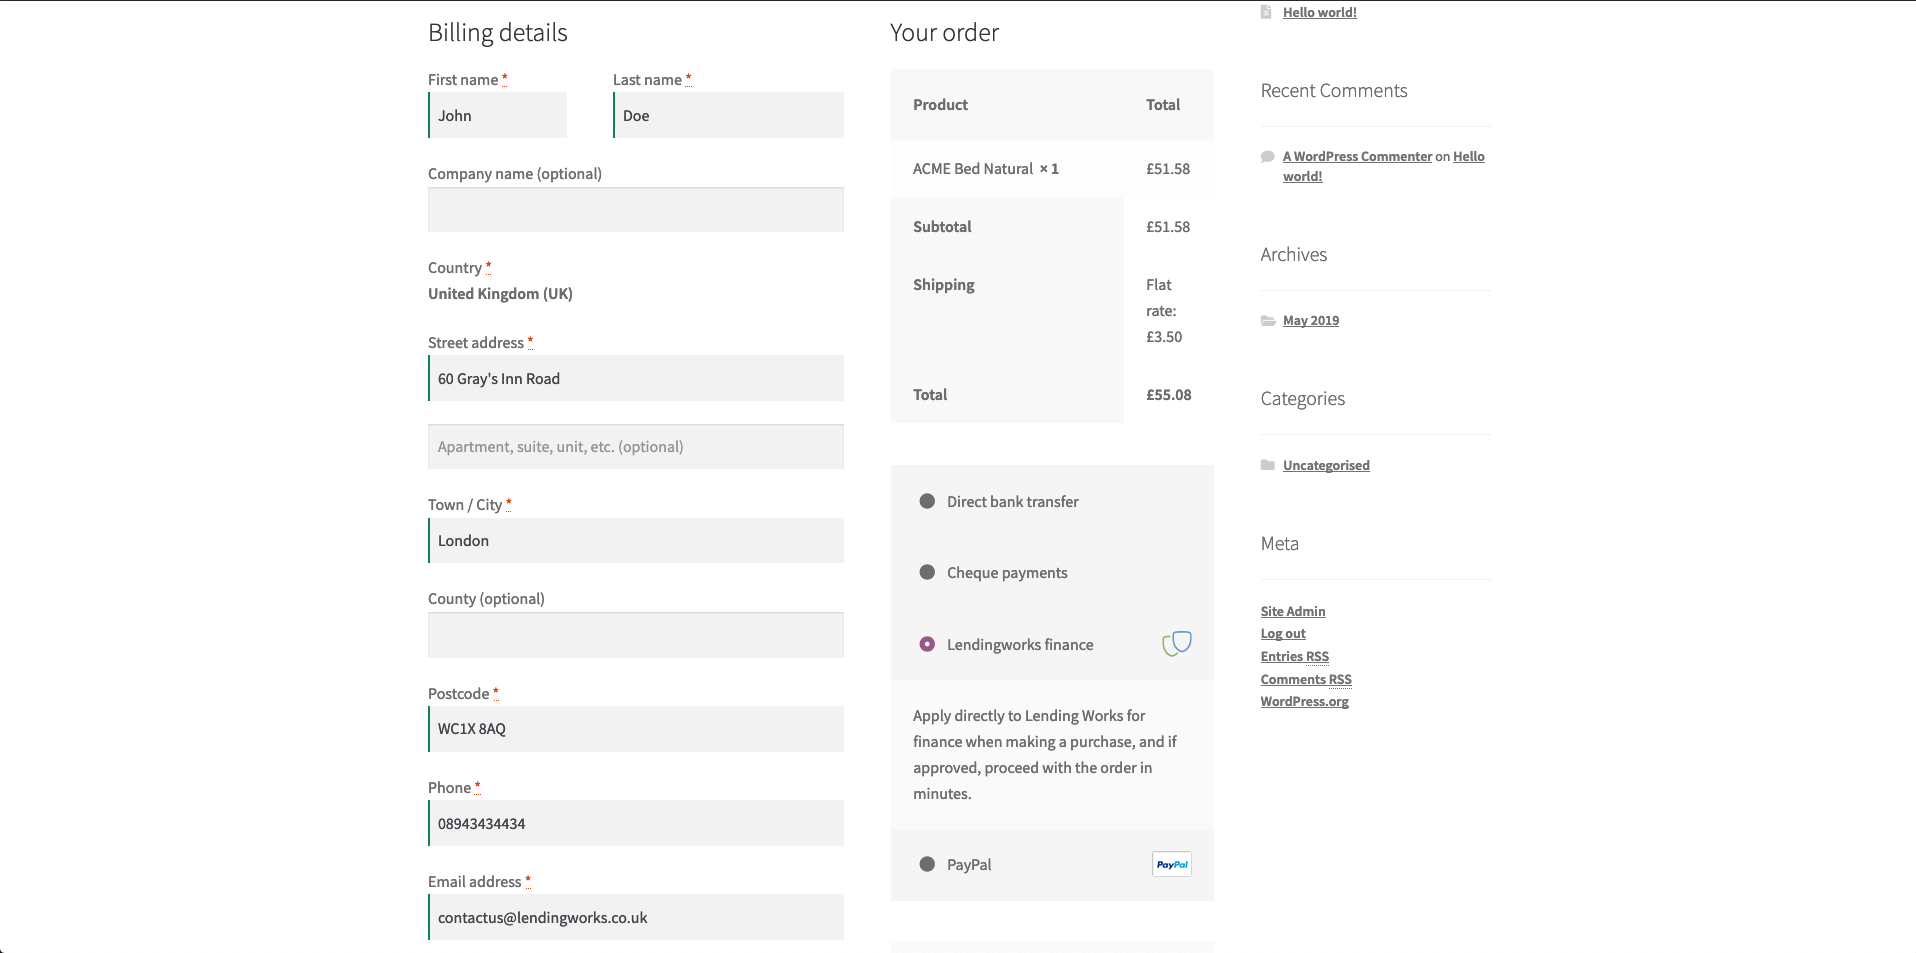 Billing details
First name *
Last name *
John
Doe
Company name (optional)
Country *
United Kingdom (UK)
Street address *
60 Gray's Inn Road
Apartment, suite, unit, etc. (optional)
Town / City *
London
County (optional)
Postcode *
WC1X 8AQ
Phone *
08943434434
Email address *
contactus@lendingworks.co.uk
Your order
Product Total
ACME Bed Natural × 1 £51.58
Subtotal £51.58
Shipping Flat
rate:
£3.50
Total £55.08
Direct bank transfer
Cheque payments
Lendingworks finance
Apply directly to Lending Works for
finance when making a purchase, and if
approved, proceed with the order in
minutes.
PayPal PayPal
Hello world!
Recent Comments
A WordPress Commenter on Hello
world!
Archives
May 2019
Categories
Uncategorised
Meta
Site Admin
Log out
Entries RSS
Comments RSS
WordPress.org